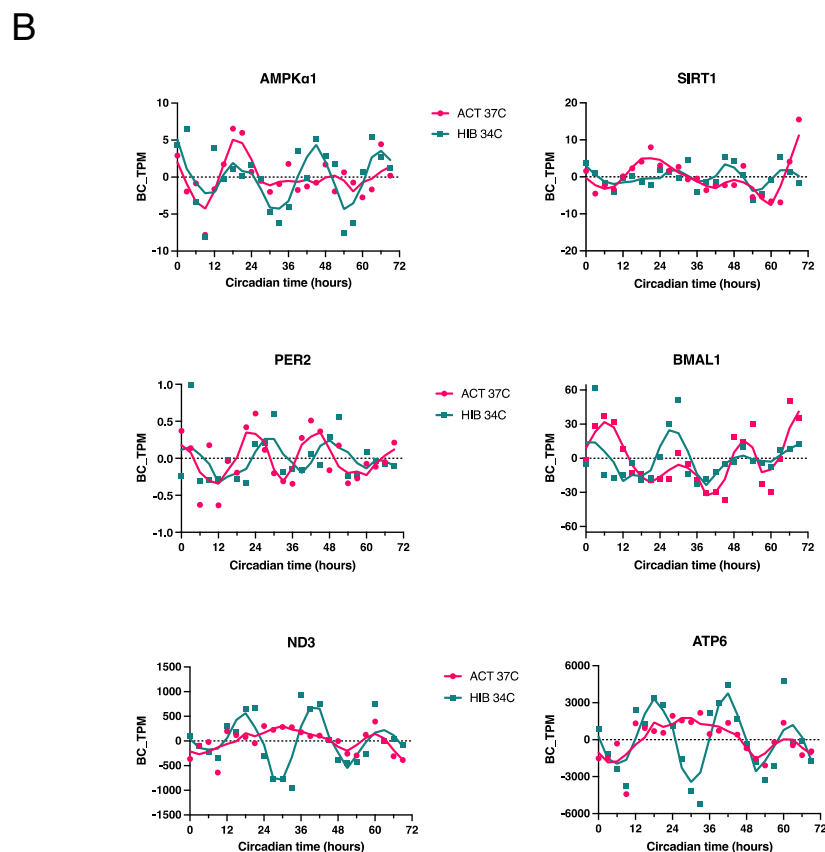 B
AMPKα1
SIRT1
ACT 37C
HIB 34C
BC_TPM
10
5
0
-5
-10
0 12 24 36 48 60 72
Circadian time (hours)
BC_TPM
20
10
0
-10
-20
0 12 24 36 48 60 72
Circadian time (hours)
PER2
BMAL1
ACT 37C
HIB 34C
BC_TPM
1.0
0.5
0.0
-0.5
-1.0
0 12 24 36 48 60 72
Circadian time (hours)
BC_TPM
60
30
0
-30
-60
0 12 24 36 48 60 72
Circadian time (hours)
ND3
ATP6
ACT 37C
HIB 34C
BC_TPM
1500
1000
500
0
-500
-1000
-1500
0 12 24 36 48 60 72
Circadian time (hours)
BC_TPM
6000
3000
0
-3000
-6000
0 12 24 36 48 60 72
Circadian time (hours)